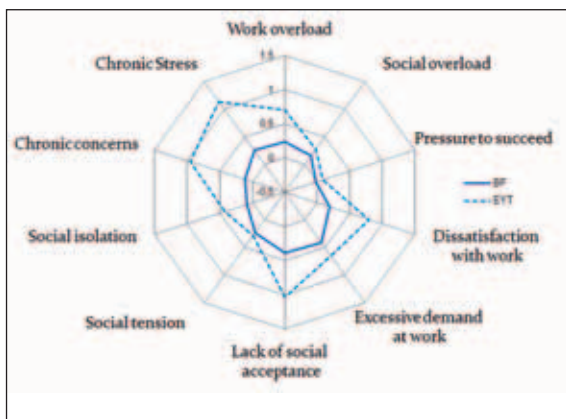 Work overload
Chronic Stress
Social overload
Chronic concerns
Pressure to succeed
Social isolation
Dissatisfaction
with work
Social tension
Excessive demand
at work
Lack of social
acceptance
1.5
1
0.5
0
-0.5
BF
EYT